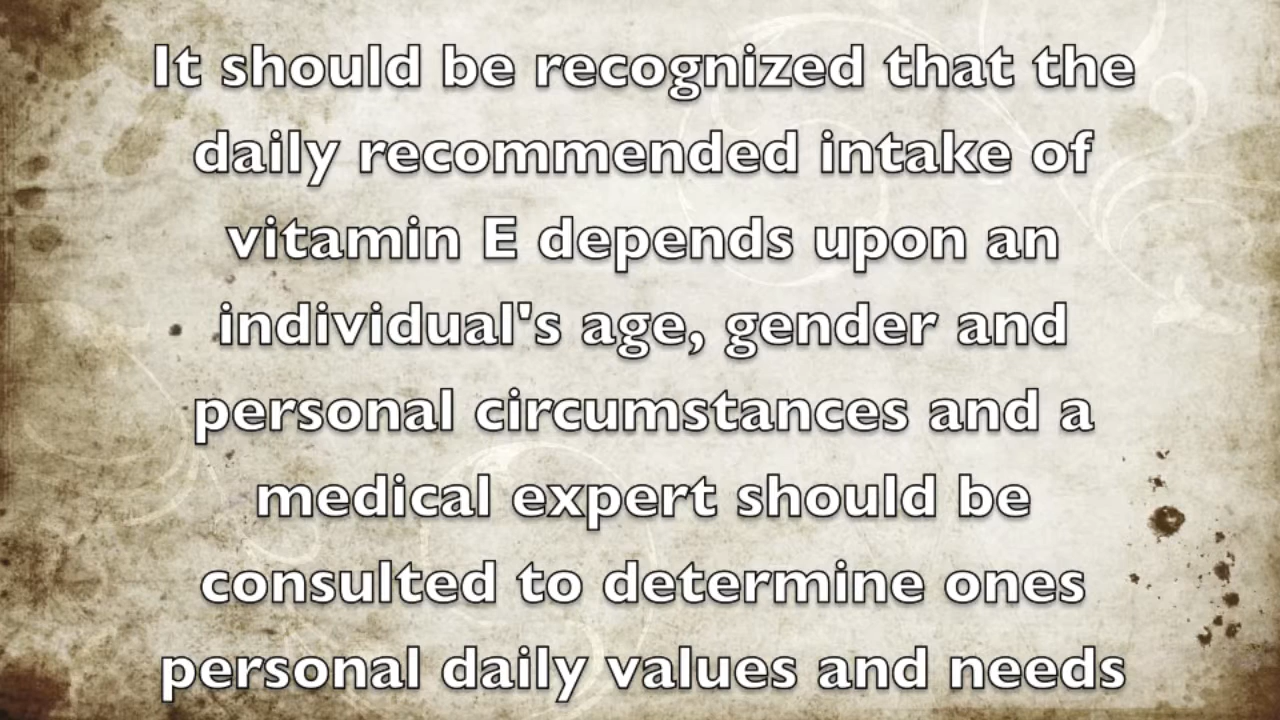 It should be recognized that the
daily recommended intake of
vitamin E depends upon an
individual's age, gender and
personal circumstances and a
medical expert should be
consulted to determine ones
personal daily values and needs